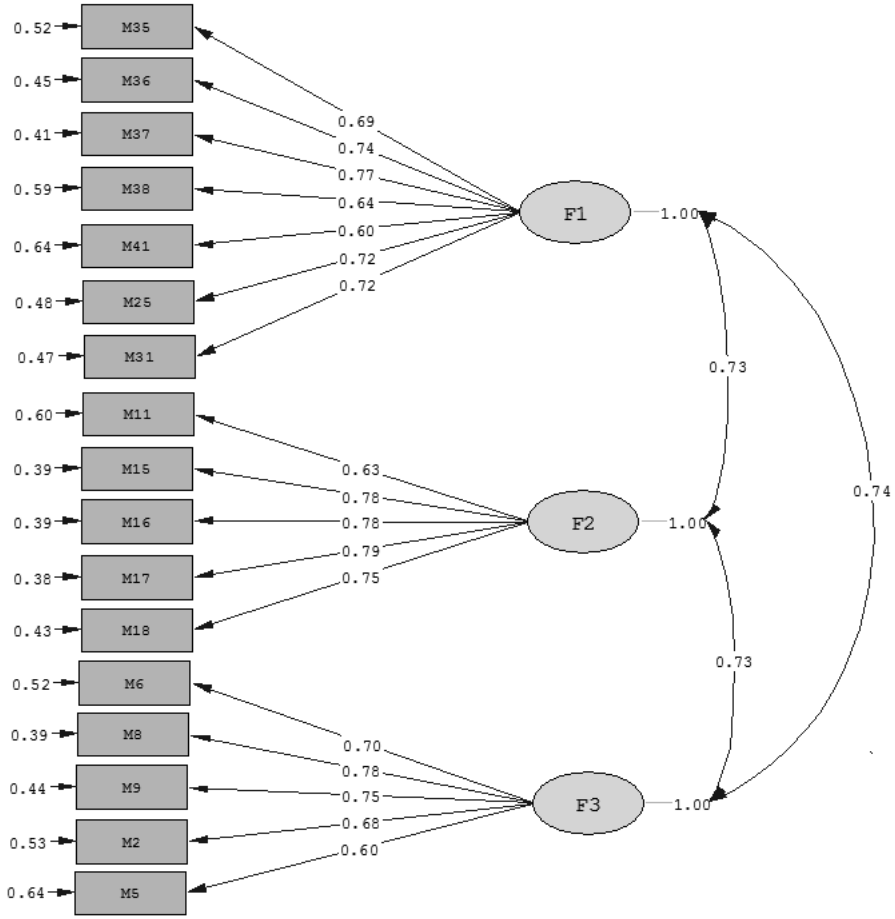 0.52 M35
0.45 M36
0.41 M37
0.59 M38
0.64 M41
0.48 M25
0.47 M31
0.60 M11
0.39 M15
0.39 M16
0.38 M17
0.43 M18
0.52 M6
0.39 M8
0.44 M9
0.53 M2
0.64 M5
0.69
0.74
0.77
0.64
0.60
0.72
0.72
0.63
0.78
0.78
0.79
0.75
0.70
0.78
0.75
0.68
0.60
F1 1.00
F2 1.00
F3 1.00
0.73
0.73
0.74